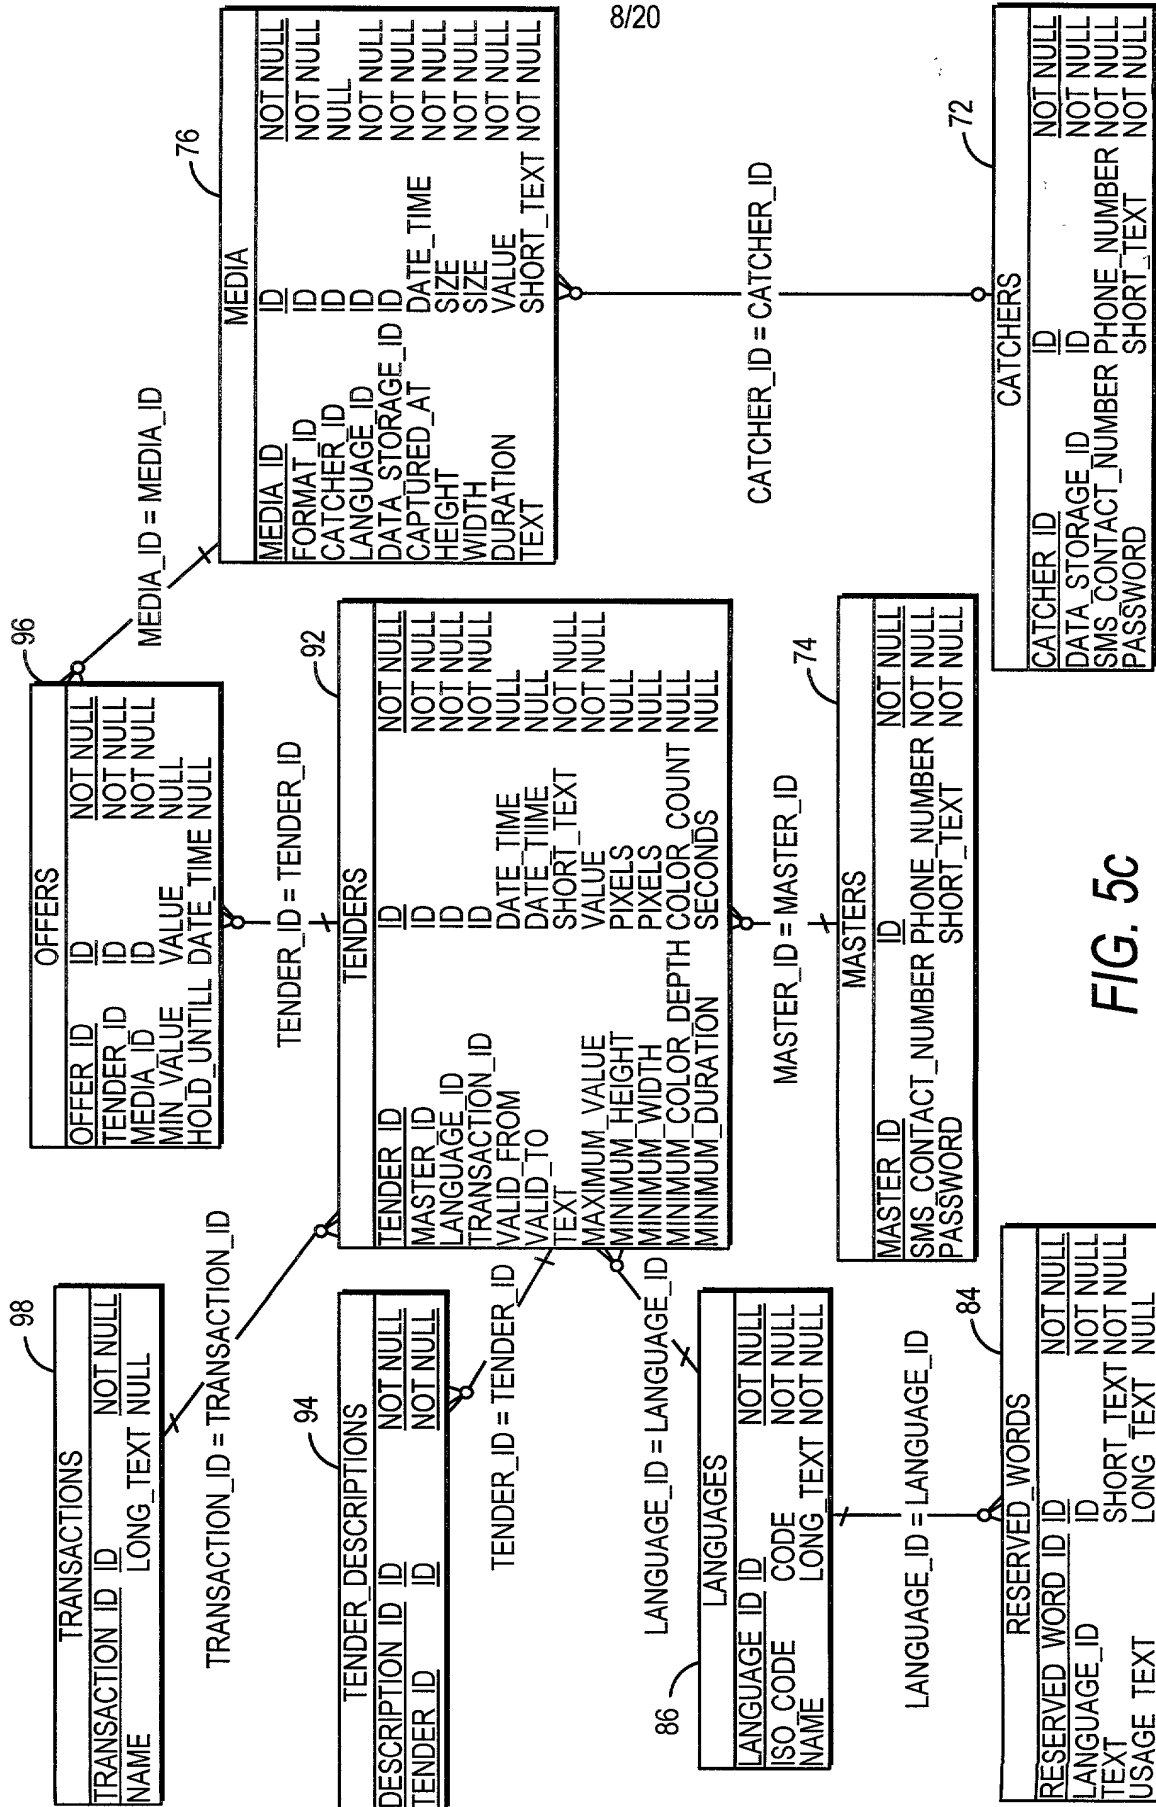 8/20
TRANSACTIONS
98
TRANSACTION_ID ID NOT NULL
NAME LONG_TEXT NULL
TRANSACTION_ID = TRANSACTION_ID
OFFERS
96
OFFER_ID ID NOT NULL
TENDER_ID ID NOT NULL
MEDIA_ID ID NOT NULL
MIN_VALUE VALUE NULL
HOLD_UNTILL DATE_TIME NULL
MEDIA_ID = MEDIA_ID
TENDER_ID = TENDER_ID
MEDIA
76
MEDIA_ID ID NOT NULL
FORMAT_ID ID NOT NULL
CATCHER_ID ID NULL
LANGUAGE_ID ID NOT NULL
DATA_STORAGE_ID ID NOT NULL
CAPTURED_AT DATE_TIME NOT NULL
HEIGHT SIZE NOT NULL
WIDTH SIZE NOT NULL
DURATION VALUE NOT NULL
TEXT SHORT_TEXT NOT NULL
TENDER_DESCRIPTIONS
94
DESCRIPTION_ID ID NOT NULL
TENDER_ID ID NOT NULL
TENDER_ID = TENDER_ID
TENDERS
92
TENDER_ID ID NOT NULL
MASTER_ID ID NOT NULL
LANGUAGE_ID ID NOT NULL
TRANSACTION_ID ID NOT NULL
VALID_FROM DATE_TIME NULL
VALID_TO DATE_TIIME NULL
TEXT SHORT_TEXT NOT NULL
MAXIMUM_VALUE VALUE NOT NULL
MINIMUM_HEIGHT PIXELS NULL
MINIMUM_WIDTH PIXELS NULL
MINIMUM_COLOR_DEPTH COLOR_COUNT NULL
MINIMUM_DURATION SECONDS NULL
LANGUAGE_ID = LANGUAGE_ID
MASTER_ID = MASTER_ID
CATCHER_ID = CATCHER_ID
LANGUAGES
86
LANGUAGE_ID ID NOT NULL
ISO_CODE CODE NOT NULL
NAME LONG_TEXT NOT NULL
LANGUAGE_ID = LANGUAGE_ID
MASTERS
74
MASTER_ID ID NOT NULL
SMS_CONTACT_NUMBER PHONE_NUMBER NOT NULL
PASSWORD SHORT_TEXT NOT NULL
RESERVED_WORDS
84
RESERVED_WORD_ID ID NOT NULL
LANGUAGE_ID ID NOT NULL
TEXT SHORT_TEXT NOT NULL
USAGE_TEXT LONG_TEXT NULL
CATCHERS
72
CATCHER_ID ID NOT NULL
DATA_STORAGE_ID ID NOT NULL
SMS_CONTACT_NUMBER PHONE_NUMBER NOT NULL
PASSWORD SHORT_TEXT NOT NULL
FIG. 5c